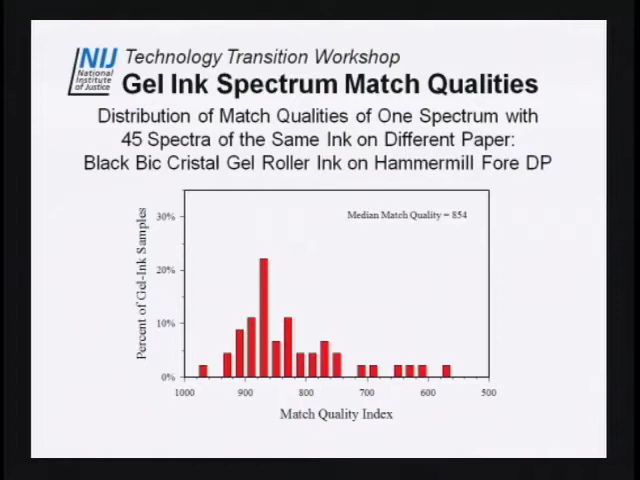 NIJ
National
Institute
of Justice
Technology Transition Workshop
Gel Ink Spectrum Match Qualities
Distribution of Match Qualities of One Spectrum with
45 Spectra of the Same Ink on Different Paper:
Black Bic Cristal Gel Roller Ink on Hammermill Fore DP
Median Match Quality = 854
Percent of Gel-Ink Samples
30%
20%
10%
0%
1000 900 800 700 600 500
Match Quality Index